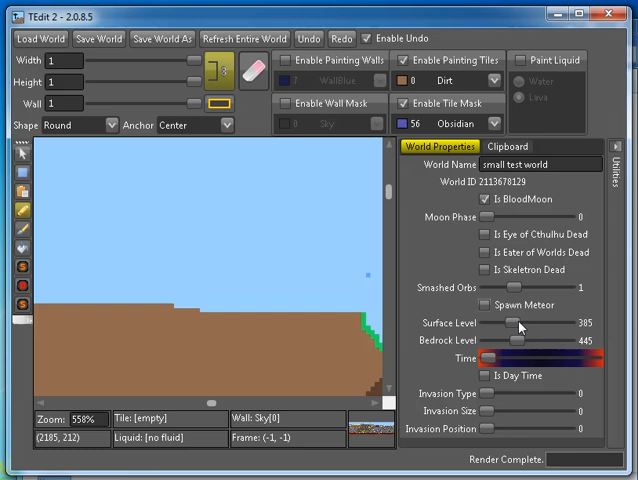 TEdit 2 - 2.0.8.5
Load World Save World Save World As Refresh Entire World Undo Redo Enable Undo
Width 1 Enable Painting Walls Enable Painting Tiles Paint Liquid
Height 1 7 WallBlue 0 Dirt Water
Wall 1 Enable Wall Mask Enable Tile Mask Lava
Shape Round Anchor Center 0 Sky 56 Obsidian
World Properties Clipboard
Utilities
World Name small test world
World ID 2113678129
Is BloodMoon
Moon Phase 0
Is Eye of Cthulhu Dead
Is Eater of Worlds Dead
Is Skeletron Dead
Smashed Orbs 1
Spawn Meteor
Surface Level 385
Bedrock Level 445
Time
Is Day Time
Invasion Type 0
Invasion Size 0
Invasion Position 0
Zoom: 558% Tile: [empty] Wall: Sky[0]
(2185, 212) Liquid: [no fluid] Frame: (-1, -1)
Render Complete.